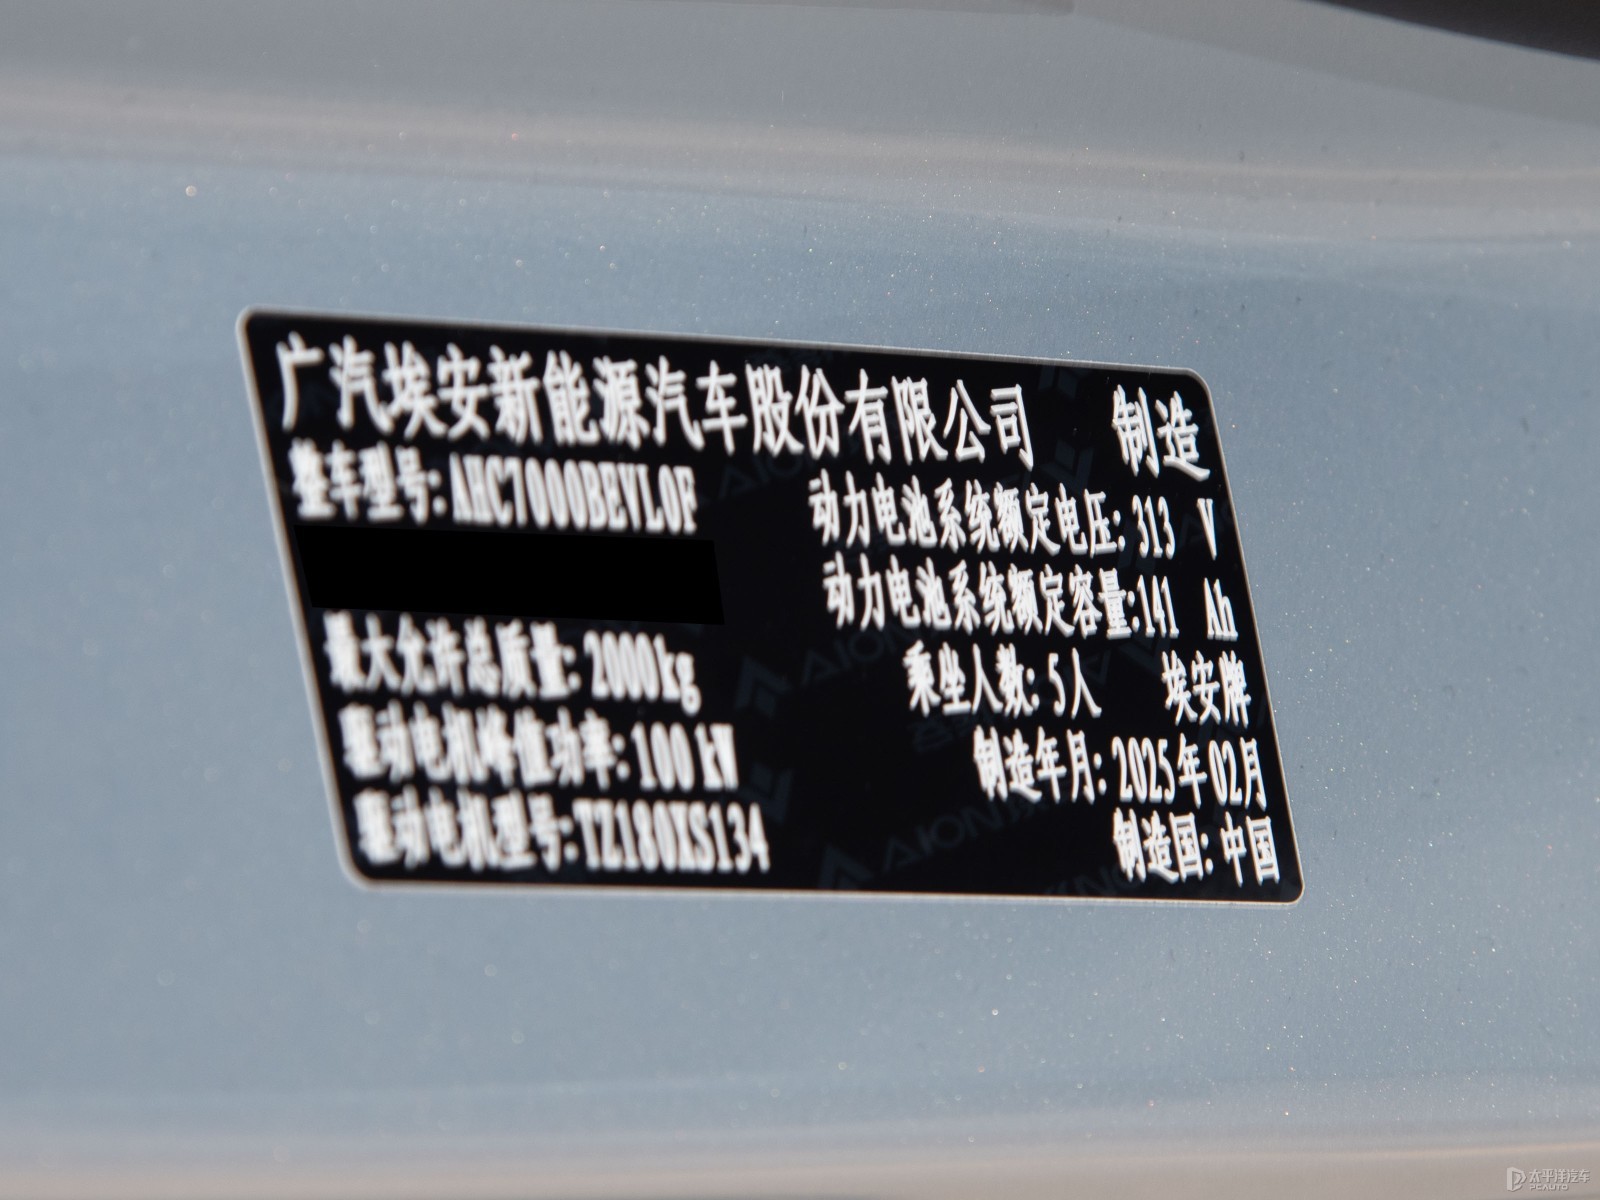 广汽埃安新能源汽车股份有限公司 制造
整车型号: AHC7000BEVL0F
动力电池系统额定电压: 313 V
动力电池系统额定容量:141 Ah
最大允许总质量: 2000kg
乘坐人数: 5人 埃安牌
驱动电机峰值功率: 100 kW
制造年月: 2025年02月
驱动电机型号: TZ180XS134
制造国: 中国
AION
AION
AION
太平洋汽车
PCAUTO